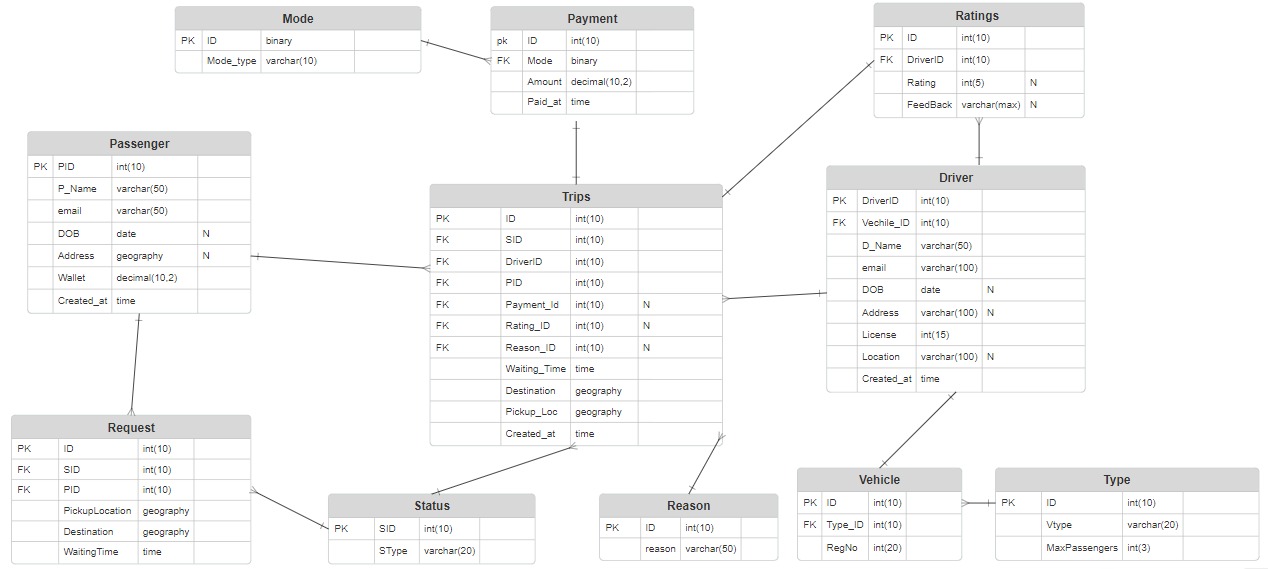 Mode
PK ID binary
Mode_type varchar(10)
Payment
pk ID int(10)
FK Mode binary
Amount decimal(10,2)
Paid_at time
Ratings
PK ID int(10)
FK DriverID int(10)
Rating int(5) N
FeedBack varchar(max) N
Passenger
PK PID int(10)
P_Name varchar(50)
email varchar(50)
DOB date N
Address geography N
Wallet decimal(10,2)
Created_at time
Trips
PK ID int(10)
FK SID int(10)
FK DriverID int(10)
FK PID int(10)
FK Payment_Id int(10) N
FK Rating_ID int(10) N
FK Reason_ID int(10) N
Waiting_Time time
Destination geography
Pickup_Loc geography
Created_at time
Driver
PK DriverID int(10)
FK Vechile_ID int(10)
D_Name varchar(50)
email varchar(100)
DOB date N
Address varchar(100) N
License int(15)
Location varchar(100) N
Created_at time
Request
PK ID int(10)
FK SID int(10)
FK PID int(10)
PickupLocation geography
Destination geography
WaitingTime time
Status
PK SID int(10)
SType varchar(20)
Reason
PK ID int(10)
reason varchar(50)
Vehicle
PK ID int(10)
FK Type_ID int(10)
RegNo int(20)
Type
PK ID int(10)
Vtype varchar(20)
MaxPassengers int(3)